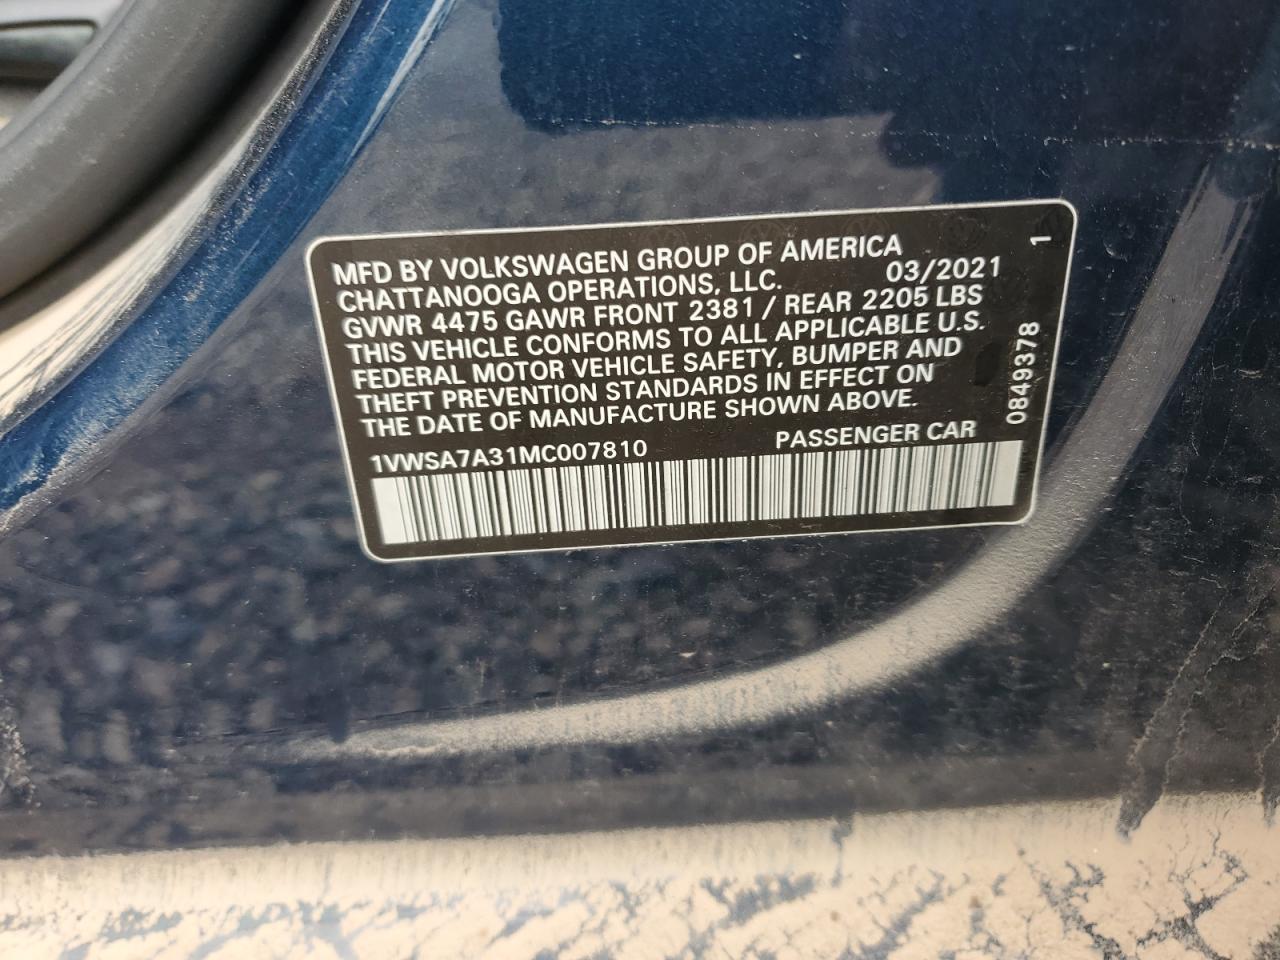 MFD BY VOLKSWAGEN GROUP OF AMERICA
CHATTANOOGA OPERATIONS, LLC. 03/2021
GVWR 4475 GAWR FRONT 2381 / REAR 2205 LBS
THIS VEHICLE CONFORMS TO ALL APPLICABLE U.S.
FEDERAL MOTOR VEHICLE SAFETY, BUMPER AND
THEFT PREVENTION STANDARDS IN EFFECT ON
THE DATE OF MANUFACTURE SHOWN ABOVE.
1VWSA7A31MC007810 PASSENGER CAR
0849378
1